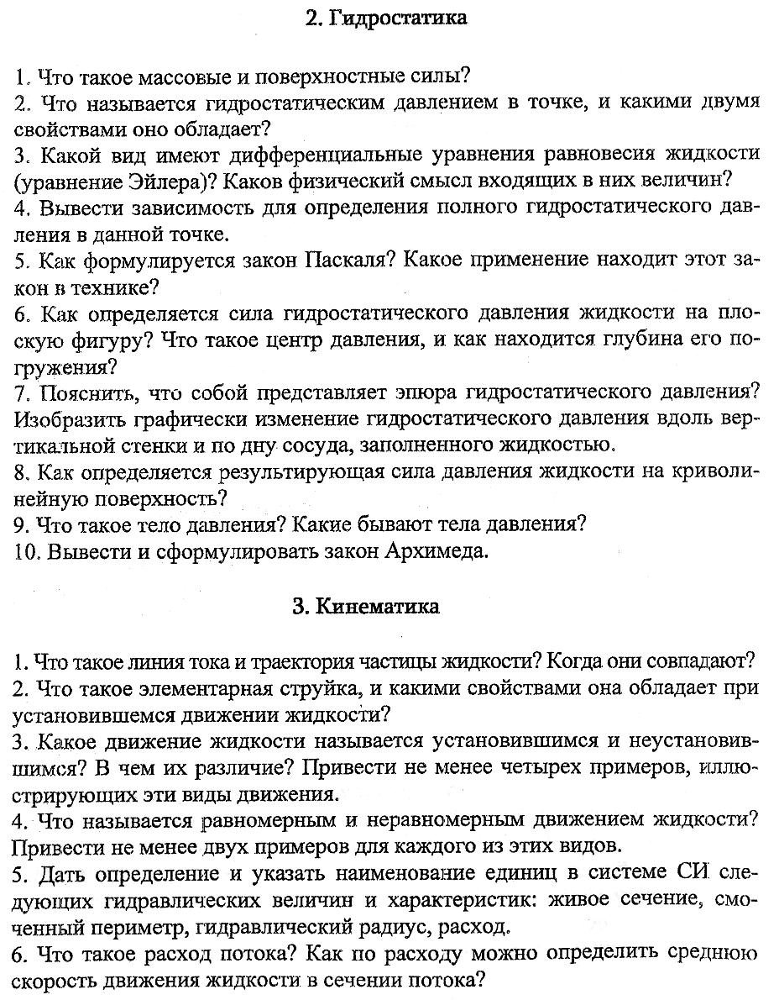 2. Гидростатика
1. Что такое массовые и поверхностные силы?
2. Что называется гидростатическим давлением в точке, и какими двумя
свойствами оно обладает?
3. Какой вид имеют дифференциальные уравнения равновесия жидкости
(уравнение Эйлера)? Каков физический смысл входящих в них величин?
4. Вывести зависимость для определения полного гидростатического дав-
ления в данной точке.
5. Как формулируется закон Паскаля? Какое применение находит этот за-
кон в технике?
6. Как определяется сила гидростатического давления жидкости на пло-
скую фигуру? Что такое центр давления, и как находится глубина его по-
гружения?
7. Пояснить, что собой представляет эпюра гидростатического давления?
Изобразить графически изменение гидростатического давления вдоль вер-
тикальной стенки и по дну сосуда, заполненного жидкостью.
8. Как определяется результирующая сила давления жидкости на криволи-
нейную поверхность?
9. Что такое тело давления? Какие бывают тела давления?
10. Вывести и сформулировать закон Архимеда.
3. Кинематика
1. Что такое линия тока и траектория частицы жидкости? Когда они совпадают?
2. Что такое элементарная струйка, и какими свойствами она обладает при
установившемся движении жидкости?
3. Какое движение жидкости называется установившимся и неустановив-
шимся? В чем их различие? Привести не менее четырех примеров, иллю-
стрирующих эти виды движения.
4. Что называется равномерным и неравномерным движением жидкости?
Привести не менее двух примеров для каждого из этих видов.
5. Дать определение и указать наименование единиц в системе СИ сле-
дующих гидравлических величин и характеристик: живое сечение, смо-
ченный периметр, гидравлический радиус, расход.
6. Что такое расход потока? Как по расходу можно определить среднюю
скорость движения жидкости в сечении потока?